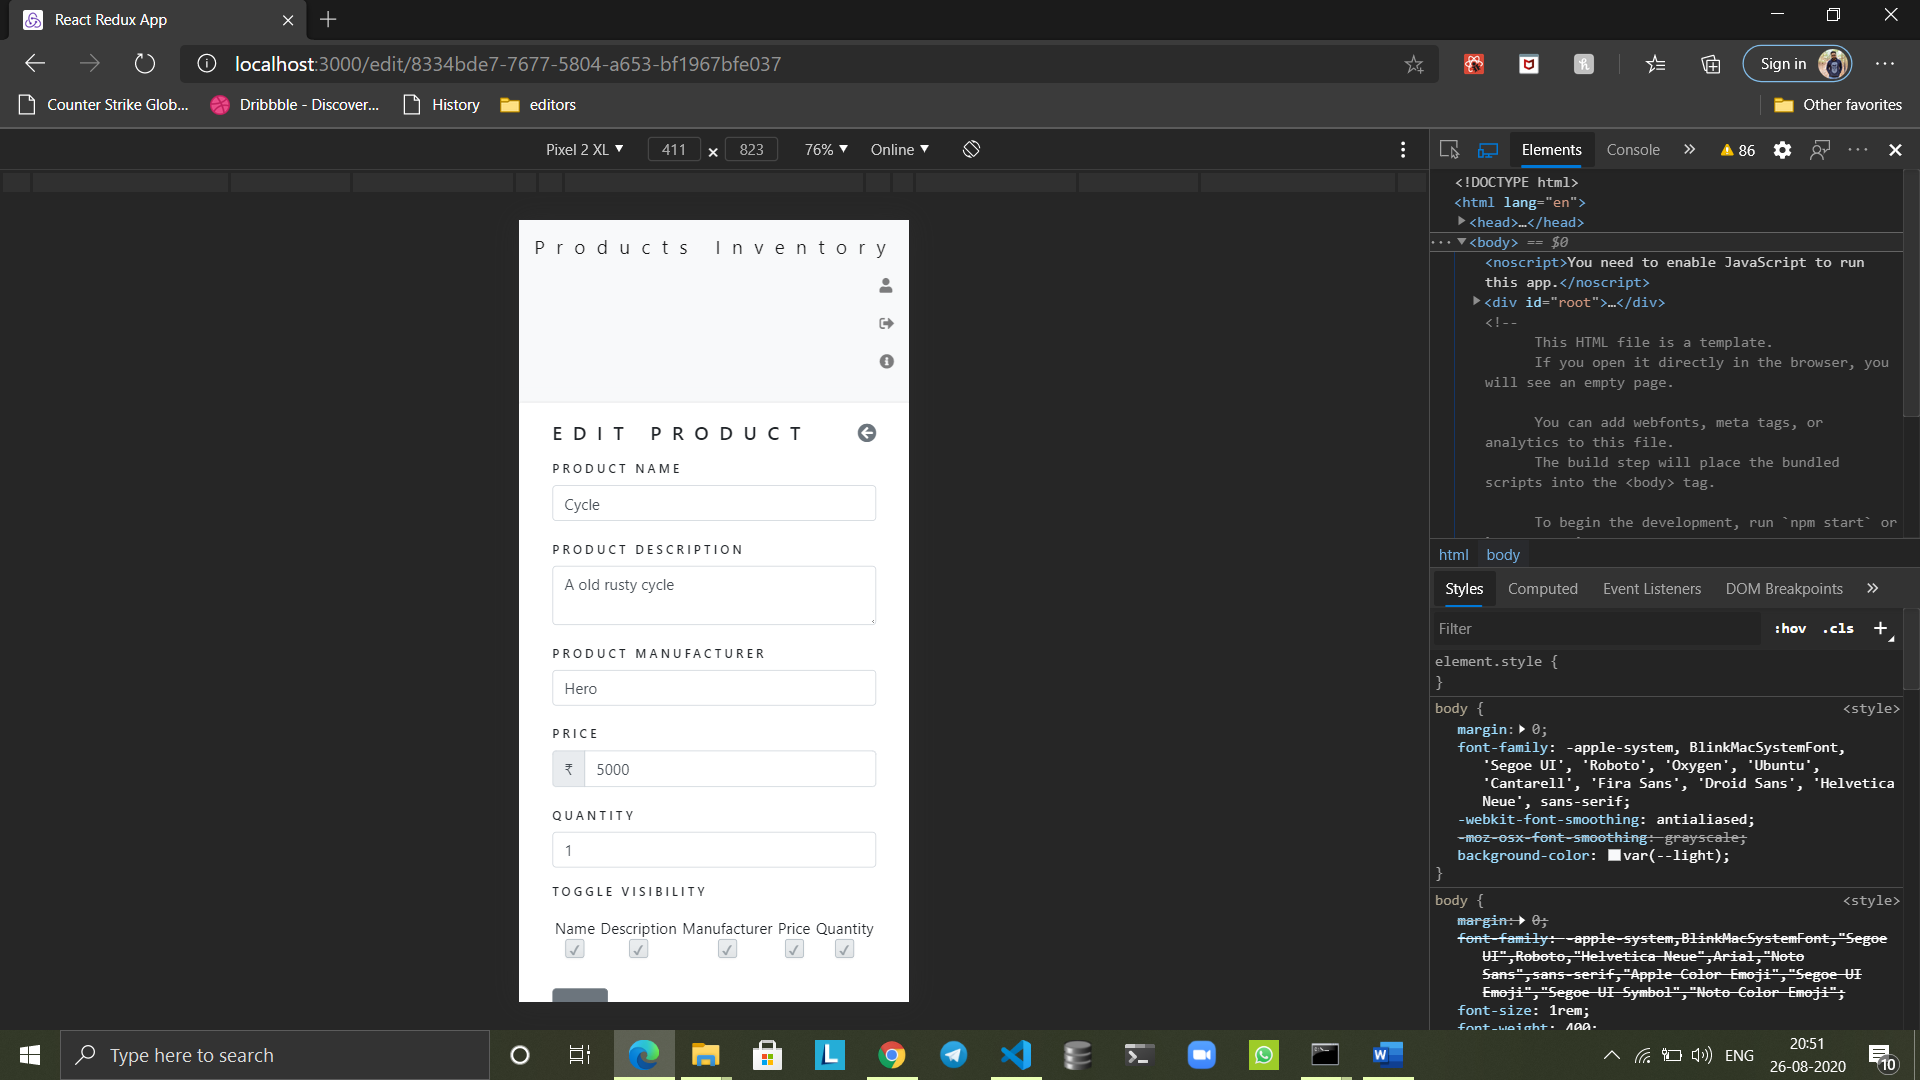 React Redux App
localhost:3000/edit/8334bde7-7677-5804-a653-bf1967bfe037
Sign in
Counter Strike Glob...
Dribbble - Discover...
History
editors
Other favorites
Pixel 2 XL
411 × 823
76%
Online
Elements
Console
86
Products Inventory
EDIT PRODUCT
PRODUCT NAME
Cycle
PRODUCT DESCRIPTION
A old rusty cycle
PRODUCT MANUFACTURER
Hero
PRICE
₹ 5000
QUANTITY
1
TOGGLE VISIBILITY
Name Description Manufacturer Price Quantity
<!DOCTYPE html>
<html lang="en">
<head>…</head>
<body> == $0
<noscript>You need to enable JavaScript to run
this app.</noscript>
<div id="root">…</div>
<!--
This HTML file is a template.
If you open it directly in the browser, you
will see an empty page.
You can add webfonts, meta tags, or
analytics to this file.
The build step will place the bundled
scripts into the <body> tag.
To begin the development, run `npm start` or
html body
Styles Computed Event Listeners DOM Breakpoints
Filter
:hov .cls +
element.style {
}
body { <style>
margin: 0;
font-family: -apple-system, BlinkMacSystemFont,
'Segoe UI', 'Roboto', 'Oxygen', 'Ubuntu',
'Cantarell', 'Fira Sans', 'Droid Sans', 'Helvetica
Neue', sans-serif;
-webkit-font-smoothing: antialiased;
-moz-osx-font-smoothing: grayscale;
background-color: var(--light);
}
body { <style>
margin: 0;
font-family: -apple-system,BlinkMacSystemFont,"Segoe
UI",Roboto,"Helvetica Neue",Arial,"Noto
Sans",sans-serif,"Apple Color Emoji","Segoe UI
Emoji","Segoe UI Symbol","Noto Color Emoji";
font-size: 1rem;
font-weight: 400;
Type here to search
ENG
20:51
26-08-2020
10